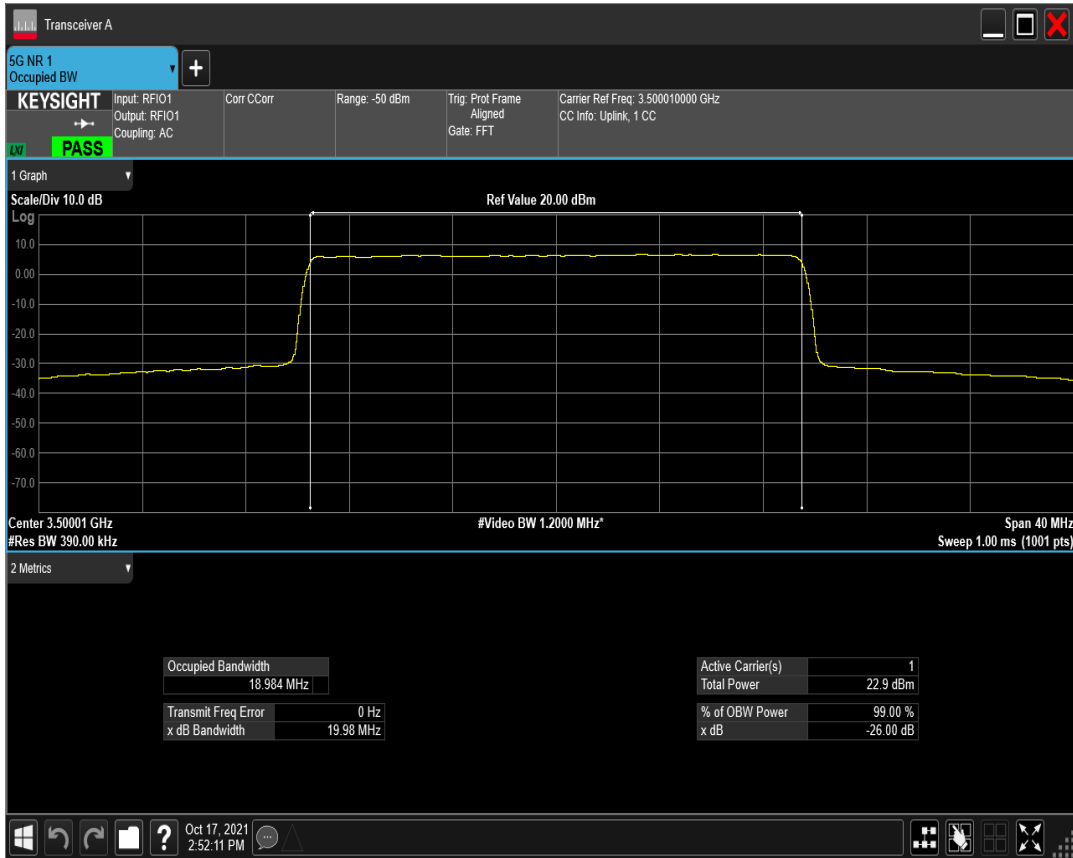 Transceiver A
5G NR 1
Occupied BW
KEYSIGHT
LXI
PASS
Input: RFIO1
Output: RFIO1
Coupling: AC
Corr CCorr
Range: -50 dBm
Trig: Prot Frame
Aligned
Gate: FFT
Carrier Ref Freq: 3.500010000 GHz
CC Info: Uplink, 1 CC
1 Graph
Scale/Div 10.0 dB
Ref Value 20.00 dBm
Log
10.0
0.00
-10.0
-20.0
-30.0
-40.0
-50.0
-60.0
-70.0
Center 3.50001 GHz
#Video BW 1.2000 MHz*
Span 40 MHz
#Res BW 390.00 kHz
Sweep 1.00 ms (1001 pts)
2 Metrics
Occupied Bandwidth
18.984 MHz
Transmit Freq Error 0 Hz
x dB Bandwidth 19.98 MHz
Active Carrier(s) 1
Total Power 22.9 dBm
% of OBW Power 99.00 %
x dB -26.00 dB
?
Oct 17, 2021
2:52:11 PM